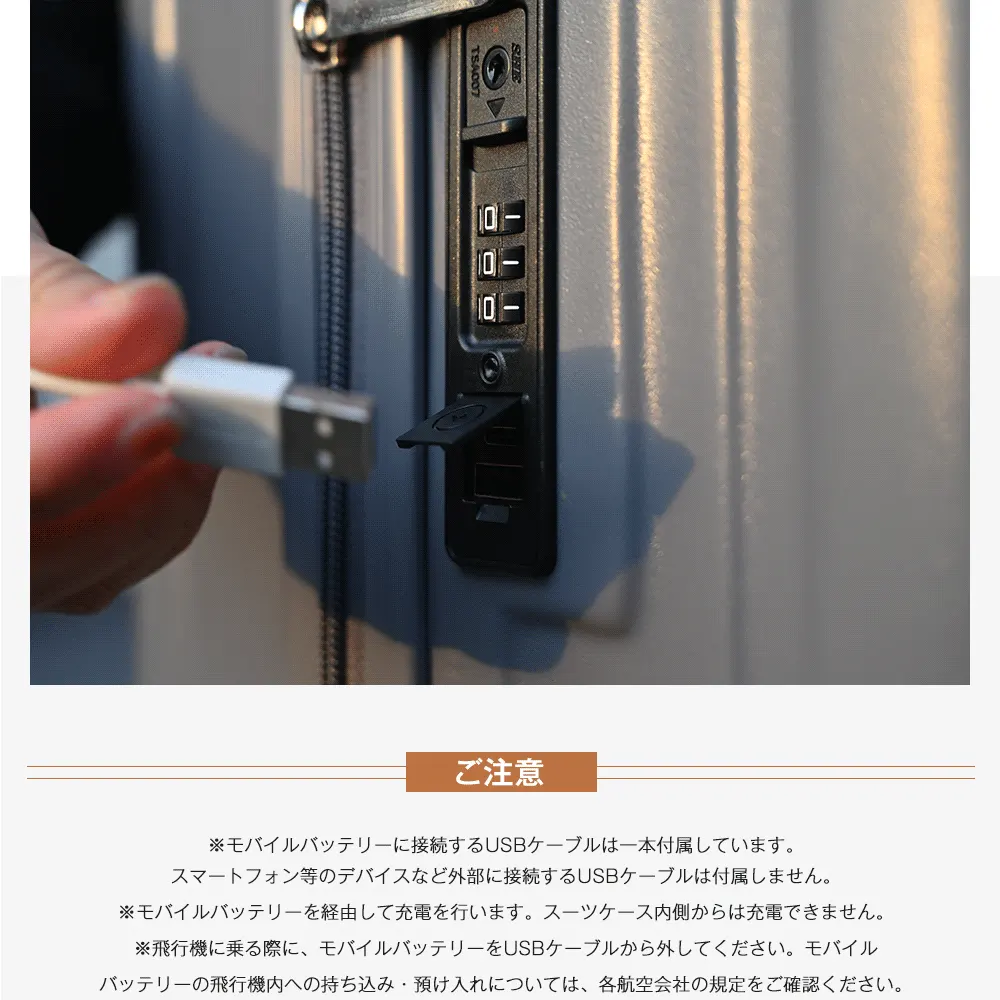 TSA007
0
0
0
ご注意
※モバイルバッテリーに接続するUSBケーブルは一本付属しています。
スマートフォン等のデバイスなど外部に接続するUSBケーブルは付属しません。
※モバイルバッテリーを経由して充電を行います。スーツケース内側からは充電できません。
※飛行機に乗る際に、モバイルバッテリーをUSBケーブルから外してください。モバイル
バッテリーの飛行機内への持ち込み・預け入れについては、各航空会社の規定をご確認ください。